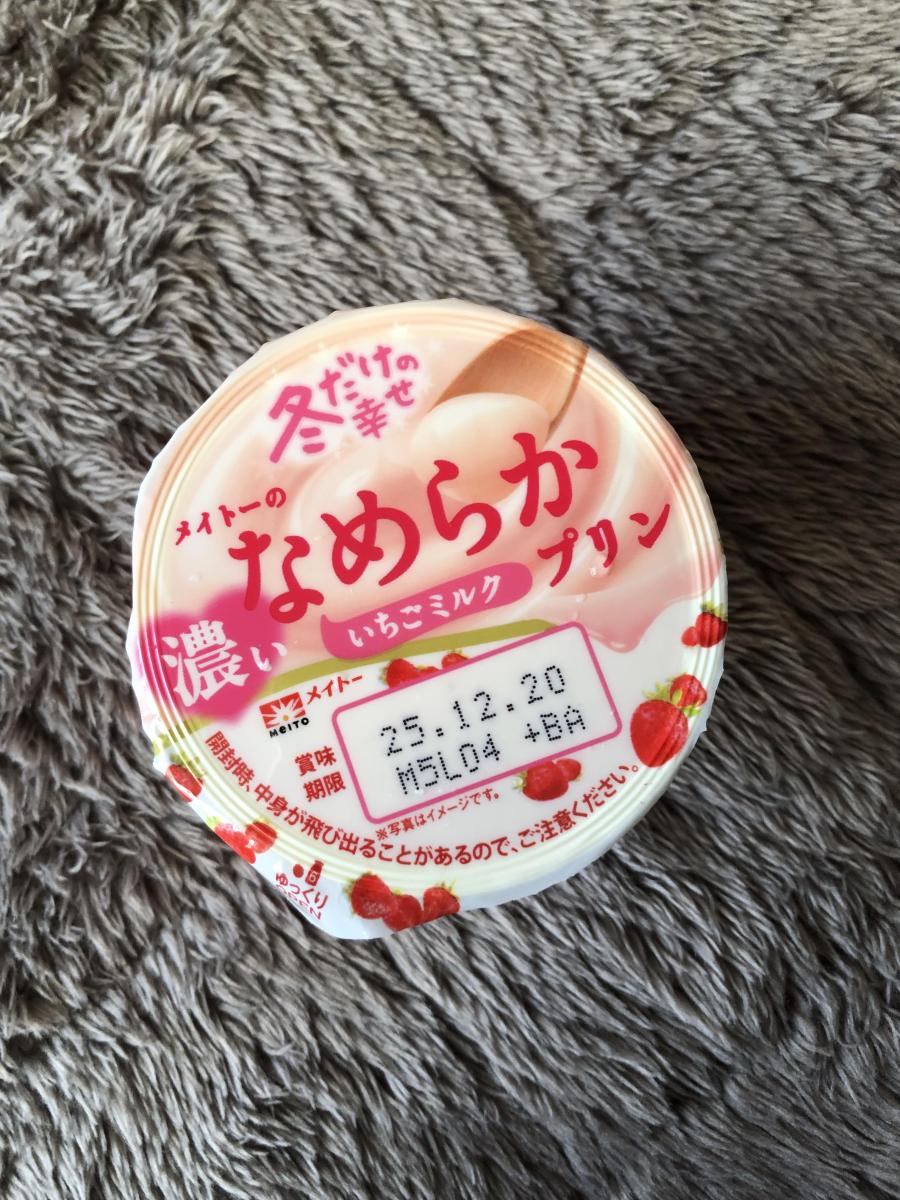 冬だけの
幸せ
メイトーの
なめらか
プリン
濃い
いちごミルク
メイトー
MEITO
賞味
期限
25.12.20
M5L04 +BA
※写真はイメージです。
開封時、中身が飛び出ることがあるので、ご注意ください。
ゆっくり
OPEN